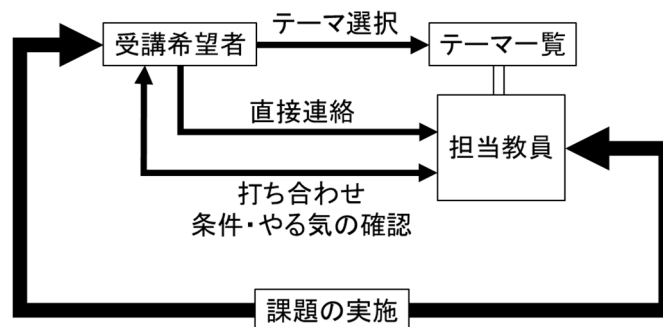 受講希望者
テーマ選択
テーマ一覧
直接連絡
担当教員
打ち合わせ
条件・やる気の確認
課題の実施